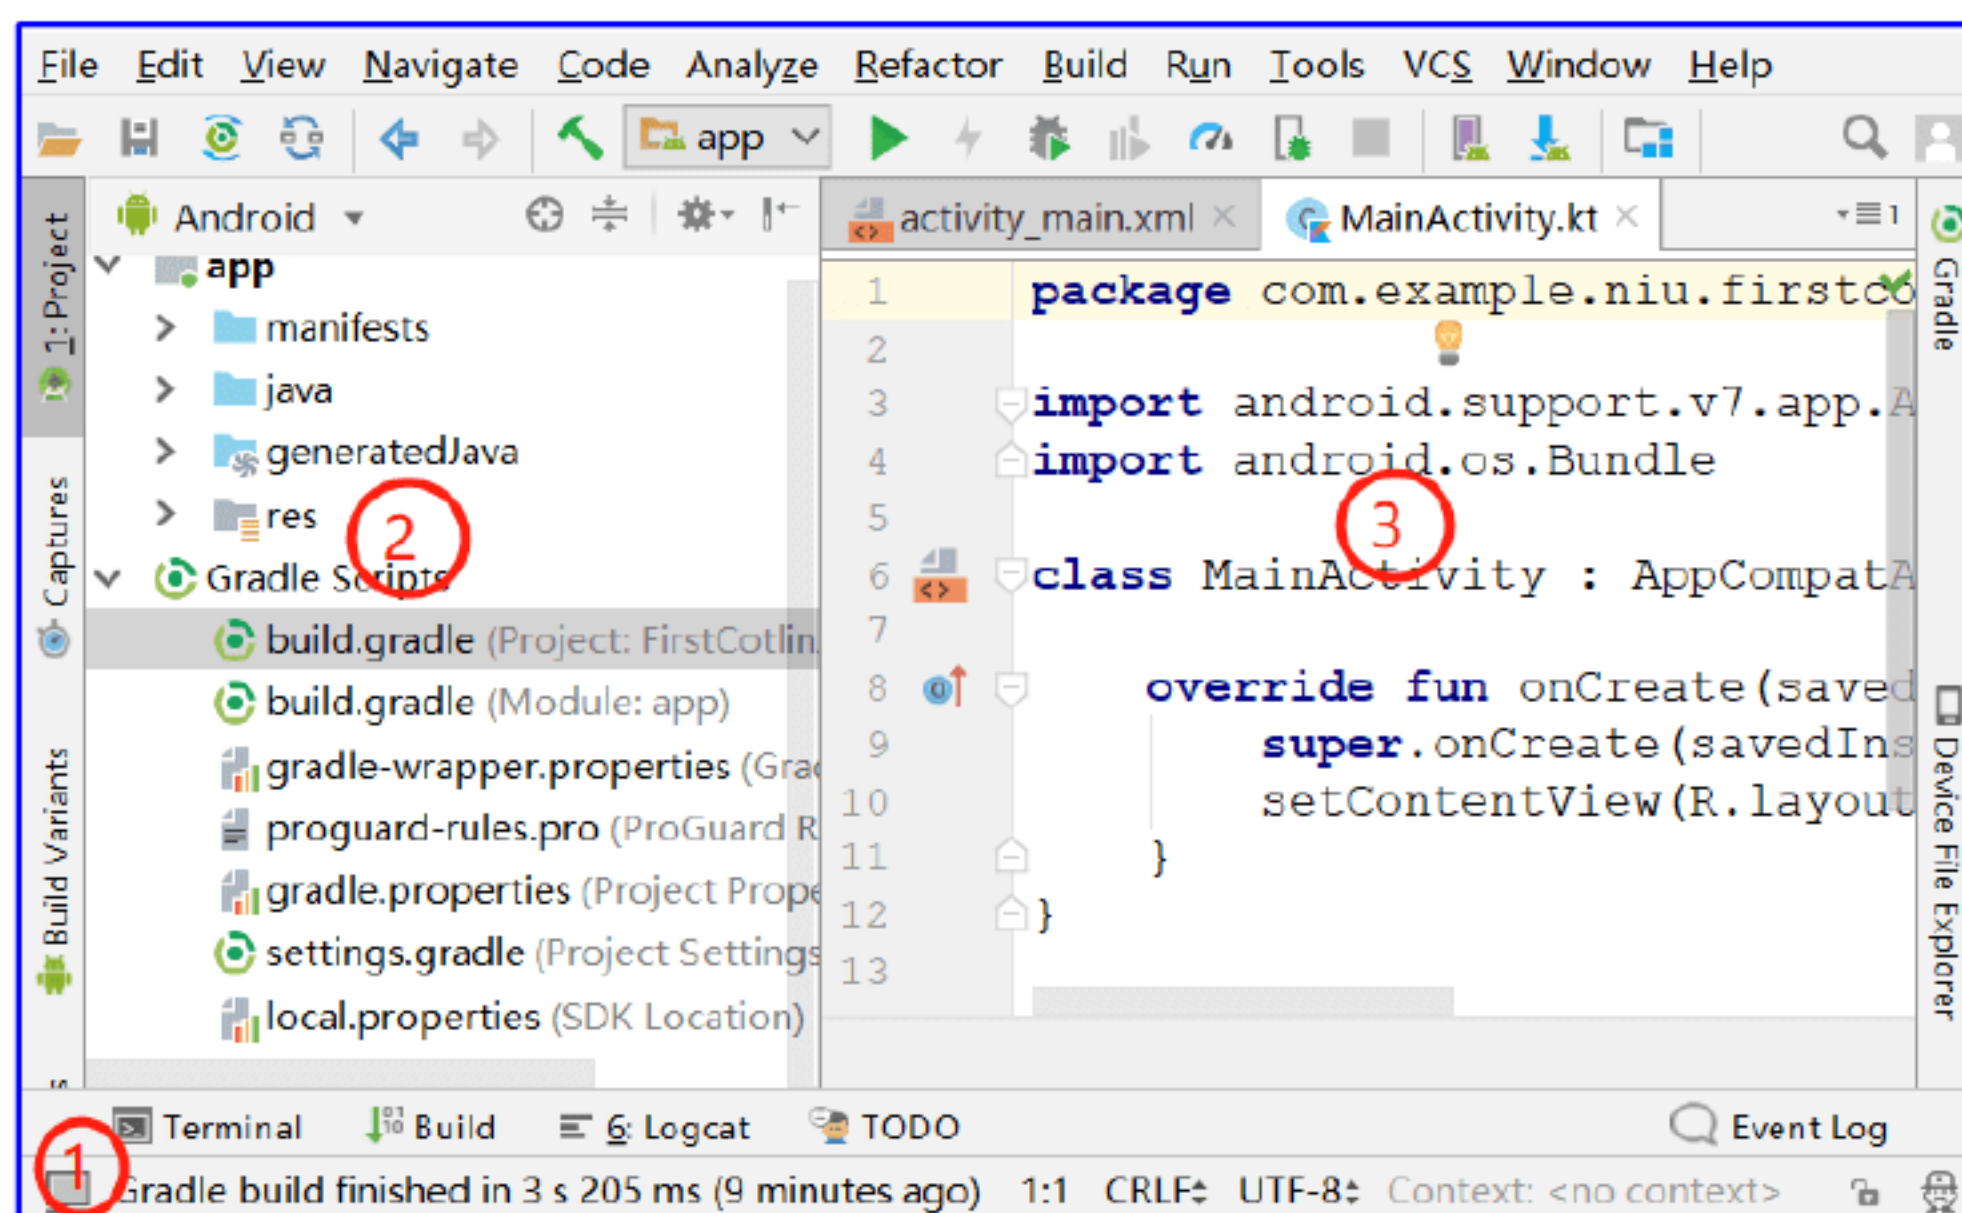 File Edit View Navigate Code Analyze Refactor Build Run Tools VCS Window Help
app
Android
activity_main.xml
MainActivity.kt
1
1: Project
Captures
Build Variants
app
manifests
java
generatedJava
res
2
Gradle Scripts
build.gradle (Project: FirstCotlin
build.gradle (Module: app)
gradle-wrapper.properties (Gra
proguard-rules.pro (ProGuard R
gradle.properties (Project Prope
settings.gradle (Project Settings
local.properties (SDK Location)
1 package com.example.niu.firstco
2
3 import android.support.v7.app.A
4 import android.os.Bundle
5
3
6 class MainActivity : AppCompatA
7
8 override fun onCreate(saved
9 super.onCreate(savedIns
10 setContentView(R.layout
11 }
12 }
13
Gradle
Device File Explorer
Terminal Build 6: Logcat TODO Event Log
1
Gradle build finished in 3 s 205 ms (9 minutes ago) 1:1 CRLF UTF-8 Context: <no context>